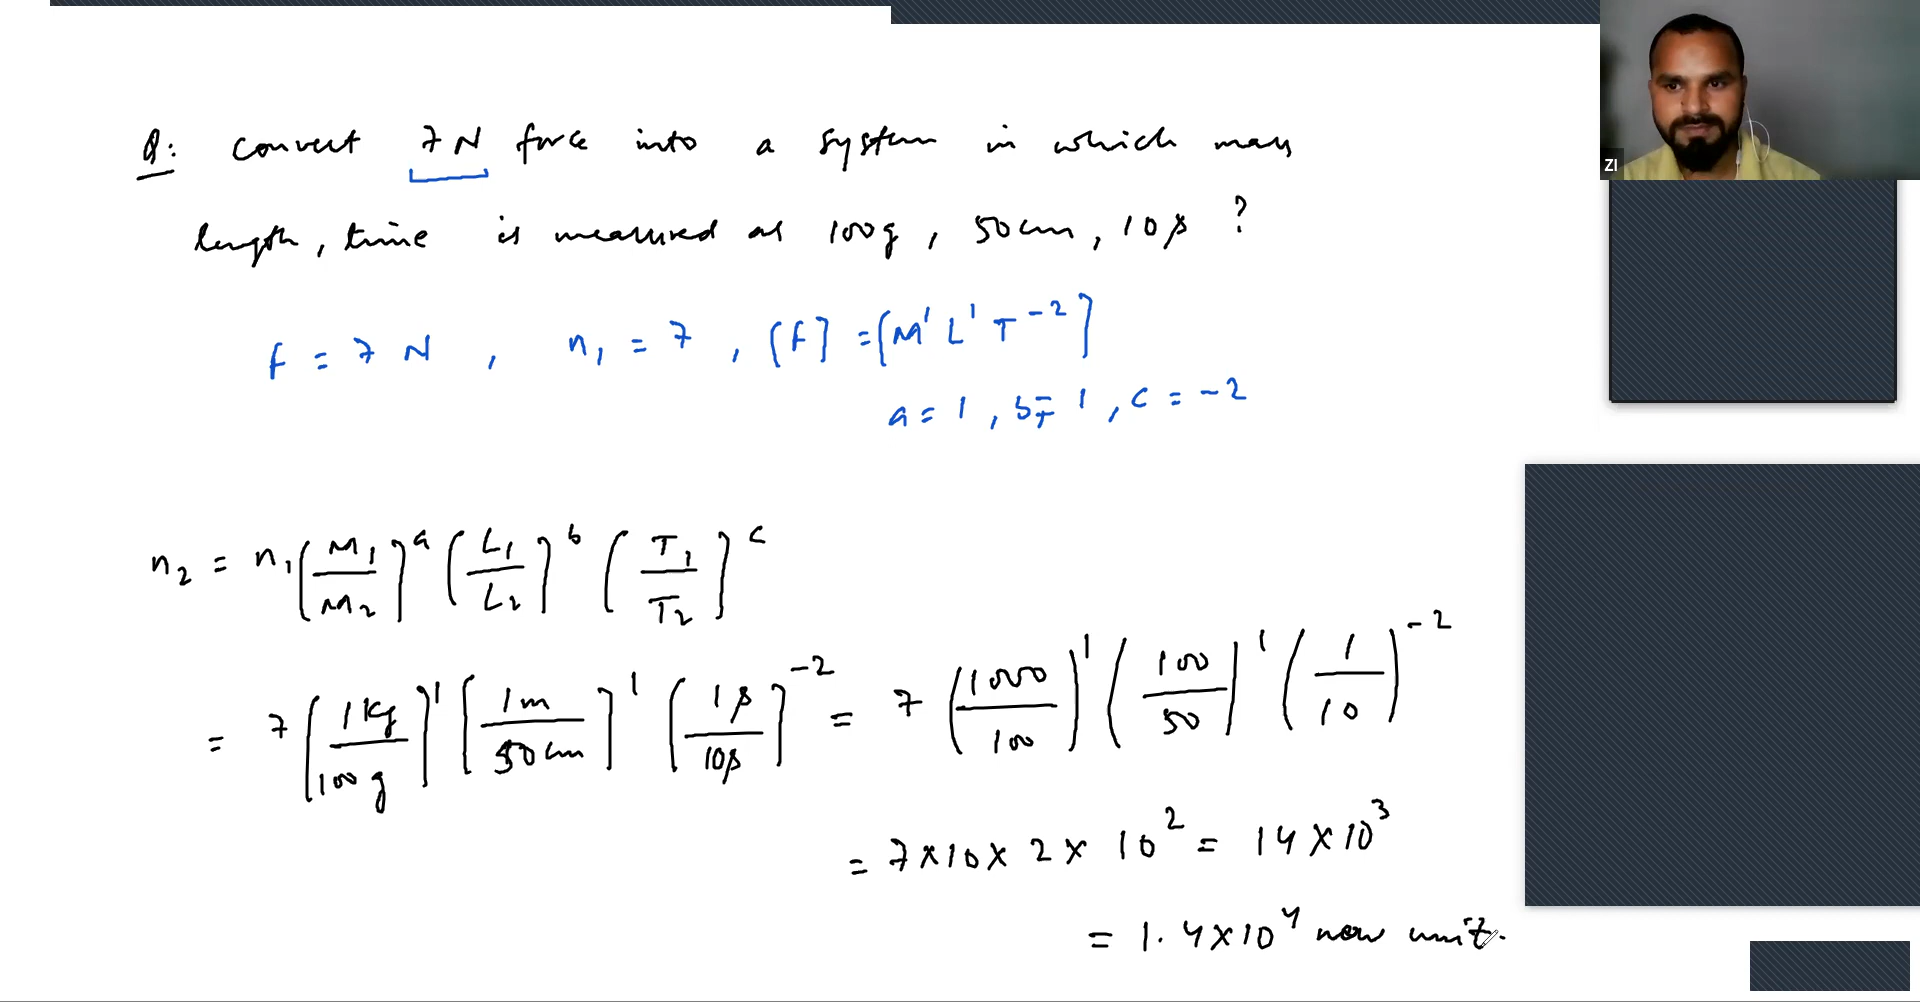 Q: convert 7N force into a system in which mass
length, time is measured as 100g, 50cm, 10s ?
F = 7 N , n₁ = 7 , [F] = [M¹ L¹ T⁻²]
a = 1 , b = 1 , c = -2
n₂ = n₁ [M₁/M₂]ᵃ [L₁/L₂]ᵇ [T₁/T₂]ᶜ
= 7 [1kg/100g]¹ [1m/50cm]¹ [1s/10s]⁻² = 7 (1000/100)¹ (100/50)¹ (1/10)⁻²
= 7×10× 2 × 10² = 14 × 10³
= 1.4×10⁴ new unit.
ZI